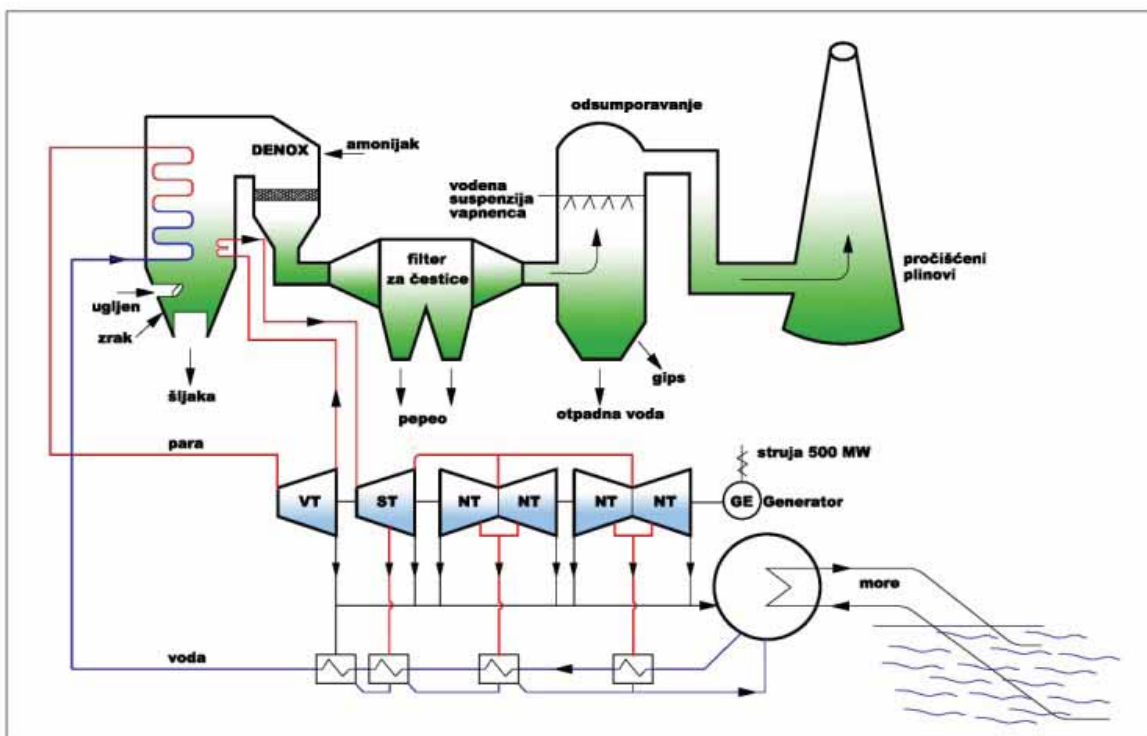 odsumporavanje
DENOX
amonijak
vođena
suspenzija
vapnenca
filter
za čestice
pročišćeni
plinovi
ugljen
zrak
šljaka
pepeo
gips
otpadna voda
para
struja 500 MW
VT
ST
NT
NT
NT
NT
GE
Generator
more
voda